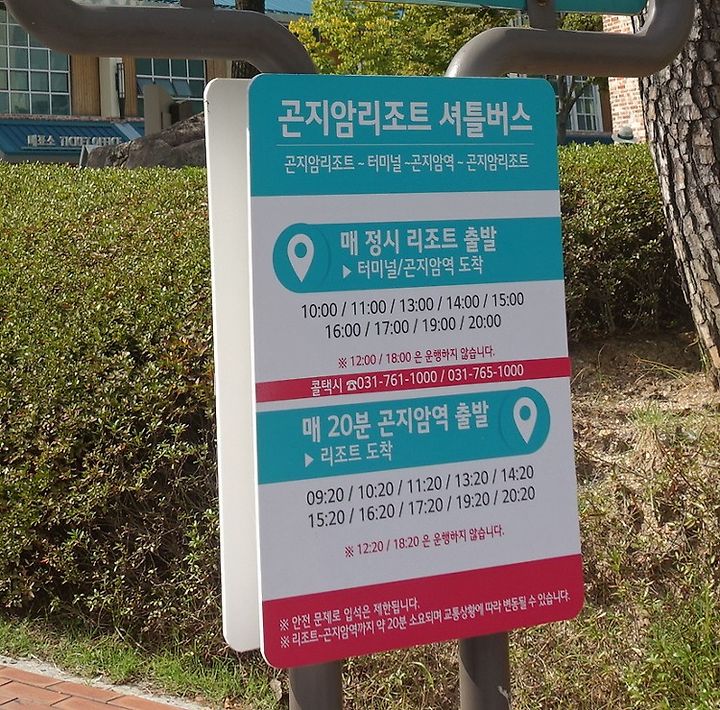 곤지암리조트 셔틀버스
곤지암리조트 ~ 터미널 ~곤지암역 ~ 곤지암리조트
매 정시 리조트 출발
▶ 터미널/곤지암역 도착
10:00 / 11:00 / 13:00 / 14:00 / 15:00
16:00 / 17:00 / 19:00 / 20:00
※ 12:00 / 18:00 은 운행하지 않습니다.
콜택시 ☎031-761-1000 / 031-765-1000
매 20분 곤지암역 출발
▶ 리조트 도착
09:20 / 10:20 / 11:20 / 13:20 / 14:20
15:20 / 16:20 / 17:20 / 19:20 / 20:20
※ 12:20 / 18:20 은 운행하지 않습니다.
※ 안전 문제로 입석은 제한됩니다.
※ 리조트~곤지암역까지 약 20분 소요되며 교통상황에 따라 변동될 수 있습니다.